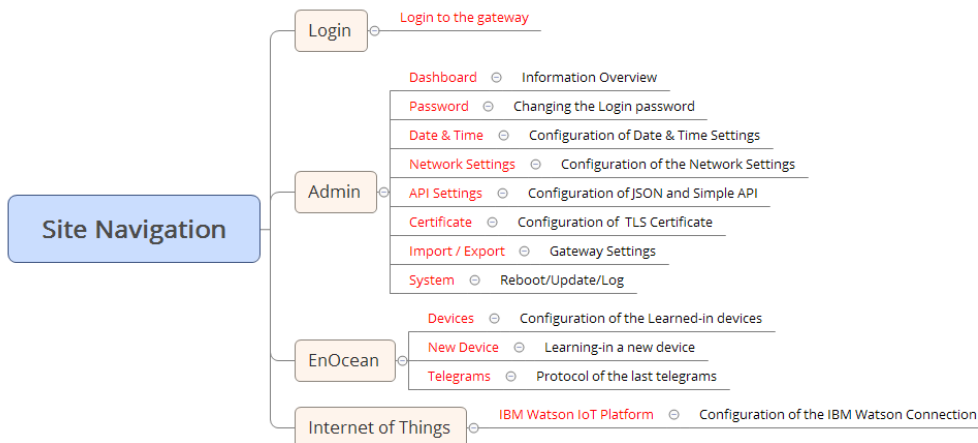 Site Navigation
Login
Login to the gateway
Admin
Dashboard Information Overview
Password Changing the Login password
Date & Time Configuration of Date & Time Settings
Network Settings Configuration of the Network Settings
API Settings Configuration of JSON and Simple API
Certificate Configuration of TLS Certificate
Import / Export Gateway Settings
System Reboot/Update/Log
EnOcean
Devices Configuration of the Learned-in devices
New Device Learning-in a new device
Telegrams Protocol of the last telegrams
Internet of Things
IBM Watson IoT Platform Configuration of the IBM Watson Connection